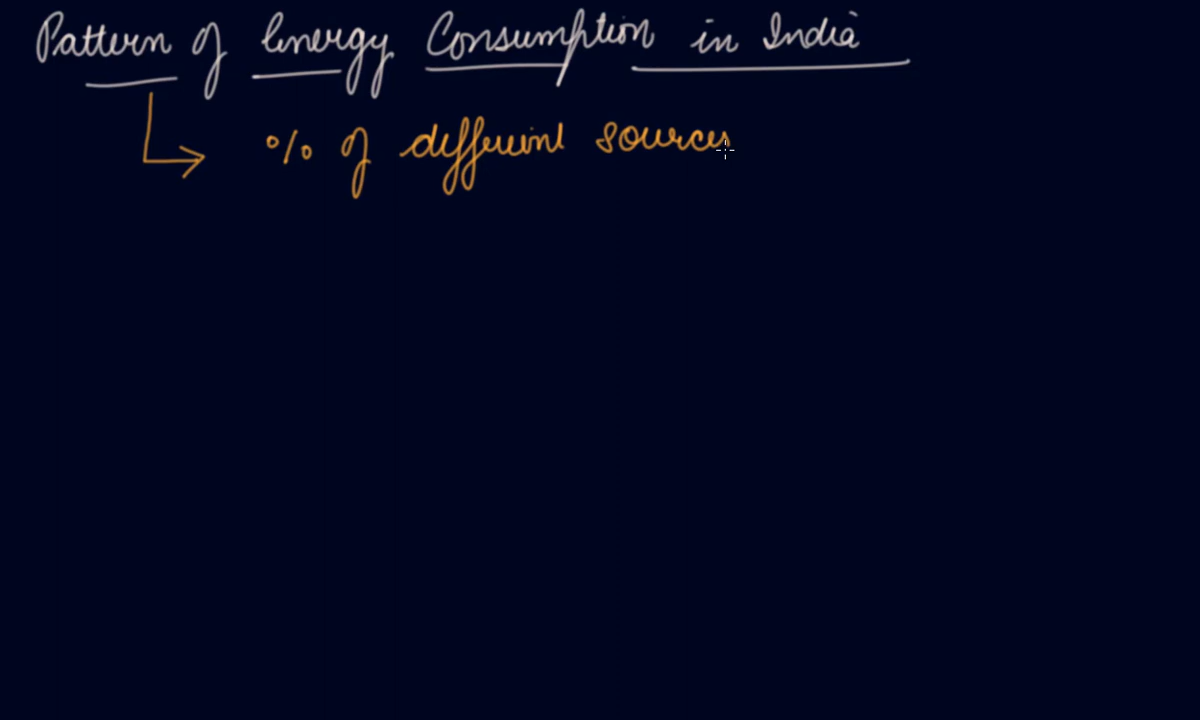 Pattern of Energy Consumption in India
% of different sources